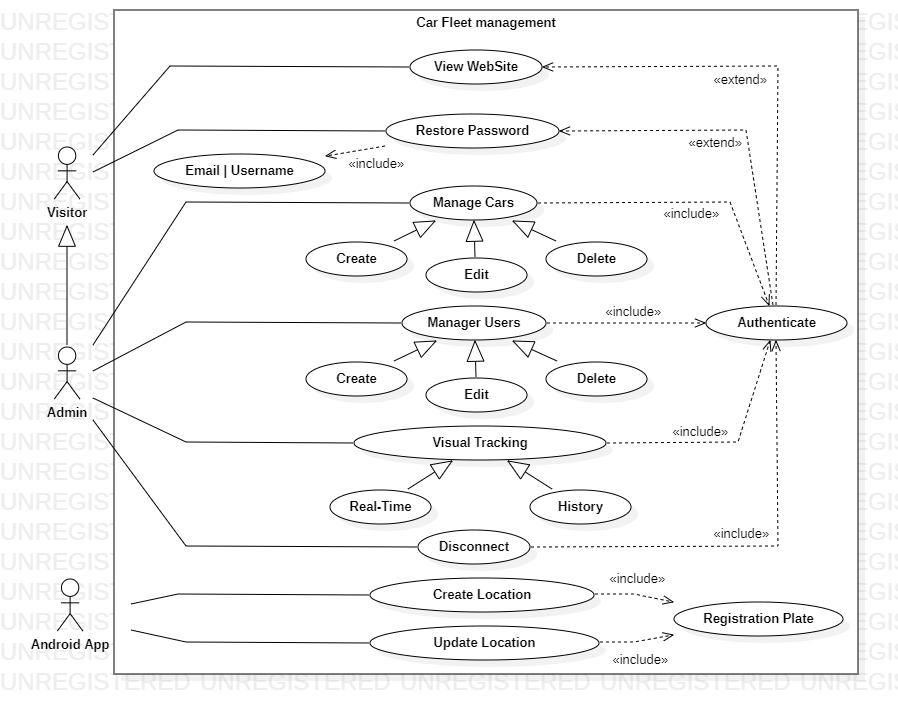 Car Fleet management
View WebSite
«extend»
Restore Password
«extend»
Email | Username
«include»
Visitor
Manage Cars
«include»
Create
Edit
Delete
Manager Users
«include»
Authenticate
Create
Edit
Delete
Admin
Visual Tracking
«include»
Real-Time
History
Disconnect
«include»
Create Location
«include»
Registration Plate
Android App
Update Location
«include»
UNREGISTERED UNREGISTERED UNREGISTERED UNREGISTERED UNREGIS